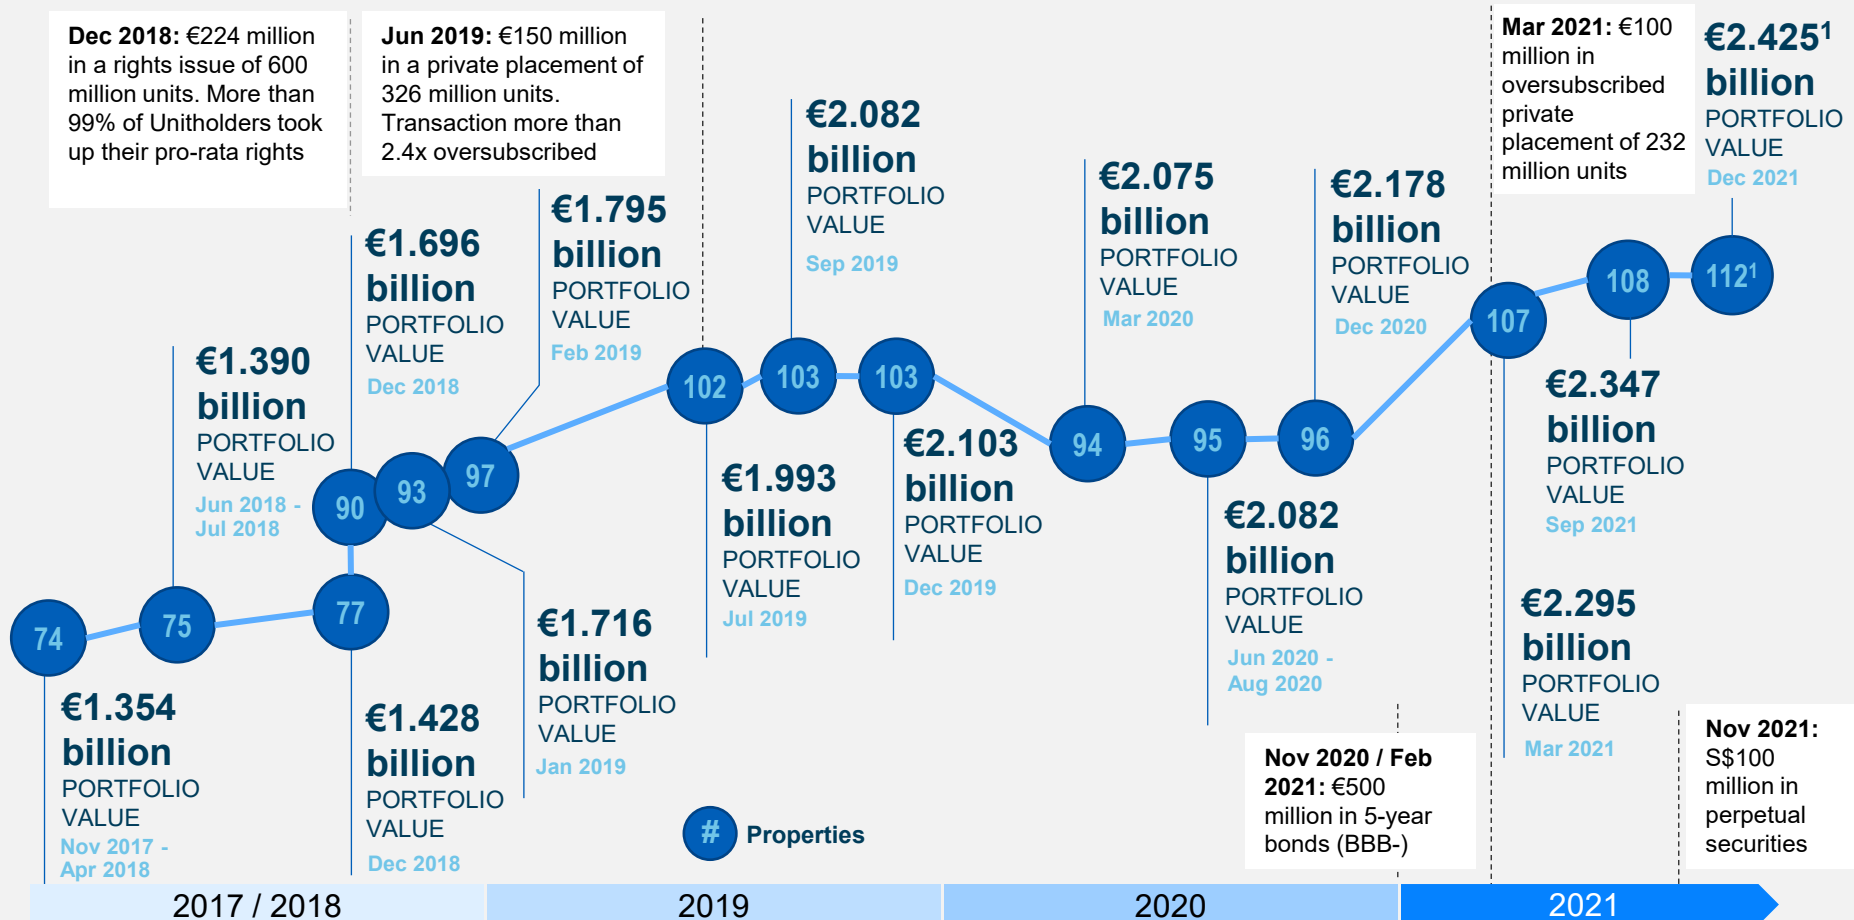 Dec 2018: €224 million
in a rights issue of 600
million units. More than
99% of Unitholders took
up their pro-rata rights
Jun 2019: €150 million
in a private placement of
326 million units.
Transaction more than
2.4x oversubscribed
Mar 2021: €100
million in
oversubscribed
private
placement of 232
million units
€2.425¹
billion
PORTFOLIO
VALUE
Dec 2021
€2.082
billion
PORTFOLIO
VALUE
Sep 2019
€2.075
billion
PORTFOLIO
VALUE
Mar 2020
€2.178
billion
PORTFOLIO
VALUE
Dec 2020
€1.795
billion
PORTFOLIO
VALUE
Feb 2019
€1.696
billion
PORTFOLIO
VALUE
Dec 2018
€1.390
billion
PORTFOLIO
VALUE
Jun 2018 -
Jul 2018
74
75
77
90
93
97
102
103
103
94
95
96
107
108
112¹
€1.354
billion
PORTFOLIO
VALUE
Nov 2017 -
Apr 2018
€1.428
billion
PORTFOLIO
VALUE
Dec 2018
€1.716
billion
PORTFOLIO
VALUE
Jan 2019
€1.993
billion
PORTFOLIO
VALUE
Jul 2019
€2.103
billion
PORTFOLIO
VALUE
Dec 2019
€2.082
billion
PORTFOLIO
VALUE
Jun 2020 -
Aug 2020
€2.295
billion
PORTFOLIO
VALUE
Mar 2021
€2.347
billion
PORTFOLIO
VALUE
Sep 2021
# Properties
Nov 2020 / Feb
2021: €500
million in 5-year
bonds (BBB-)
Nov 2021:
S$100
million in
perpetual
securities
2017 / 2018
2019
2020
2021